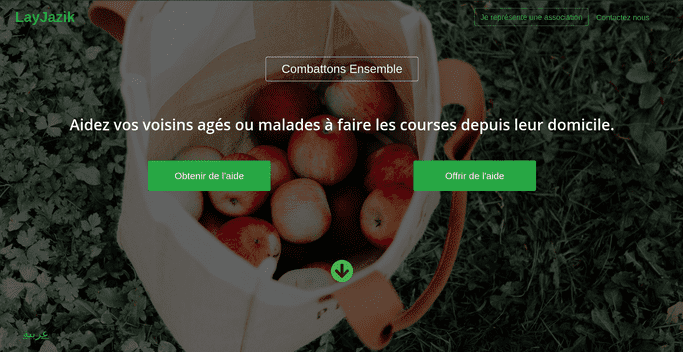 LayJazik
Je représente une association
Contactez nous
Combattons Ensemble
Aidez vos voisins agés ou malades à faire les courses depuis leur domicile.
Obtenir de l'aide
Offrir de l'aide
عربية